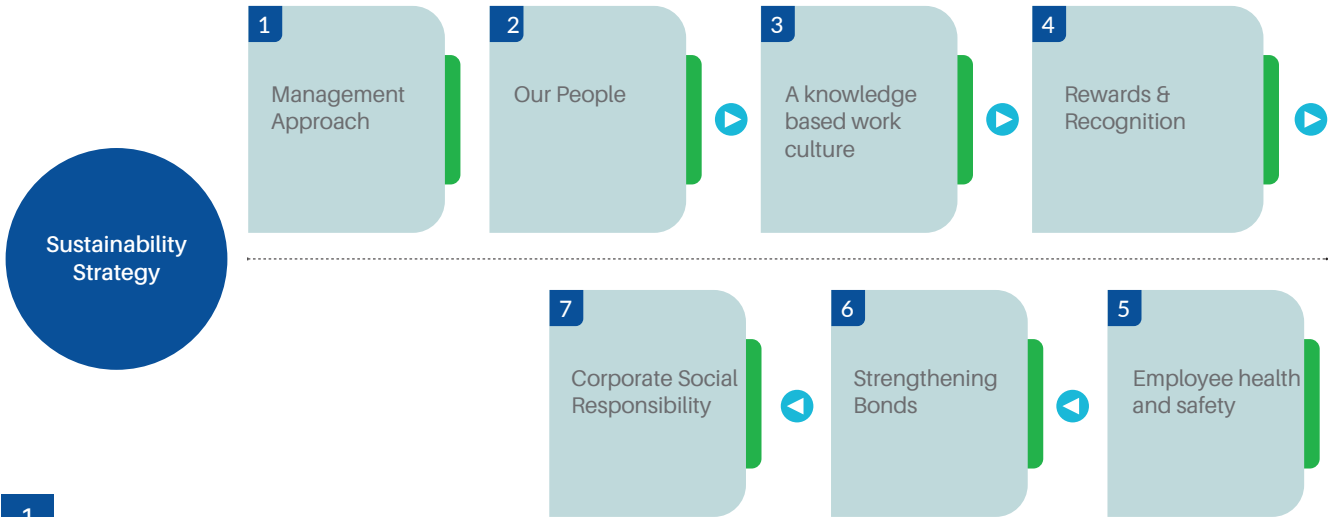 Sustainability
Strategy
1
Management
Approach
2
Our People
3
A knowledge
based work
culture
4
Rewards &
Recognition
5
Employee health
and safety
6
Strengthening
Bonds
7
Corporate Social
Responsibility
1